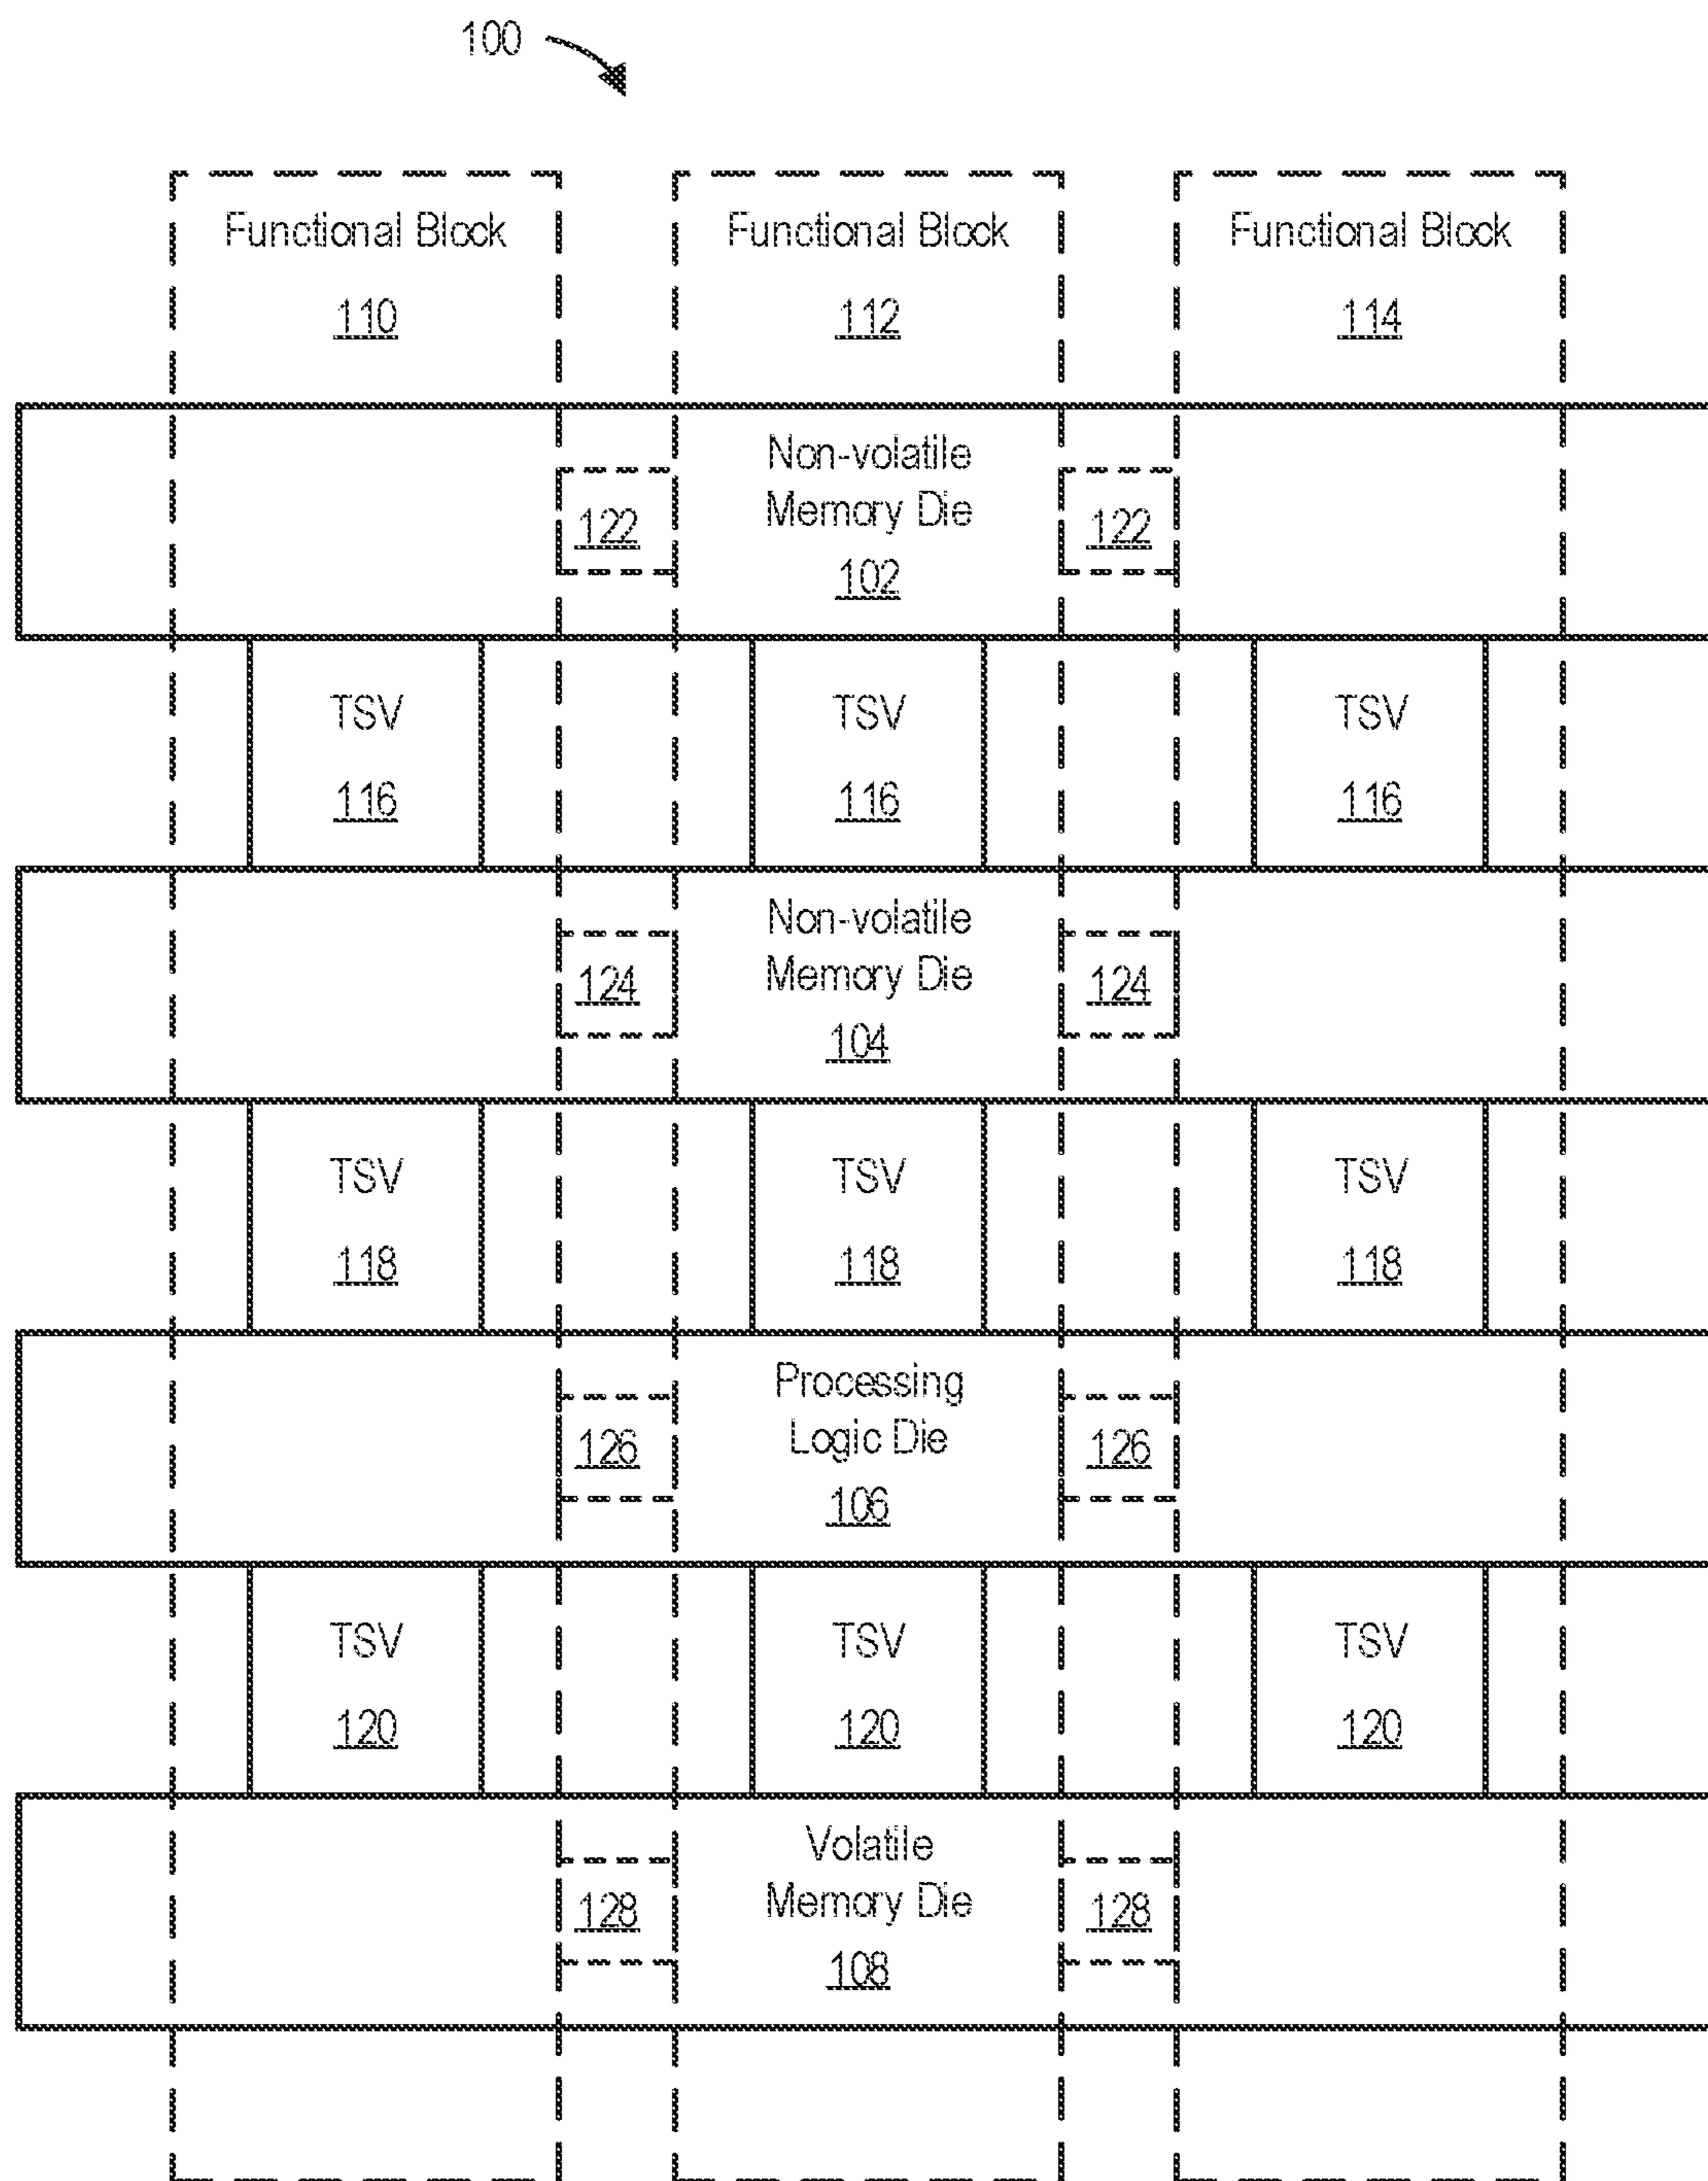 100
Functional Block
Functional Block
Functional Block
110
112
114
Non-volatile
Memory Die
102
122
122
TSV
TSV
TSV
116
116
116
Non-volatile
Memory Die
104
124
124
TSV
TSV
TSV
118
118
118
Processing
Logic Die
106
126
126
TSV
TSV
TSV
120
120
120
Volatile
Memory Die
108
128
128